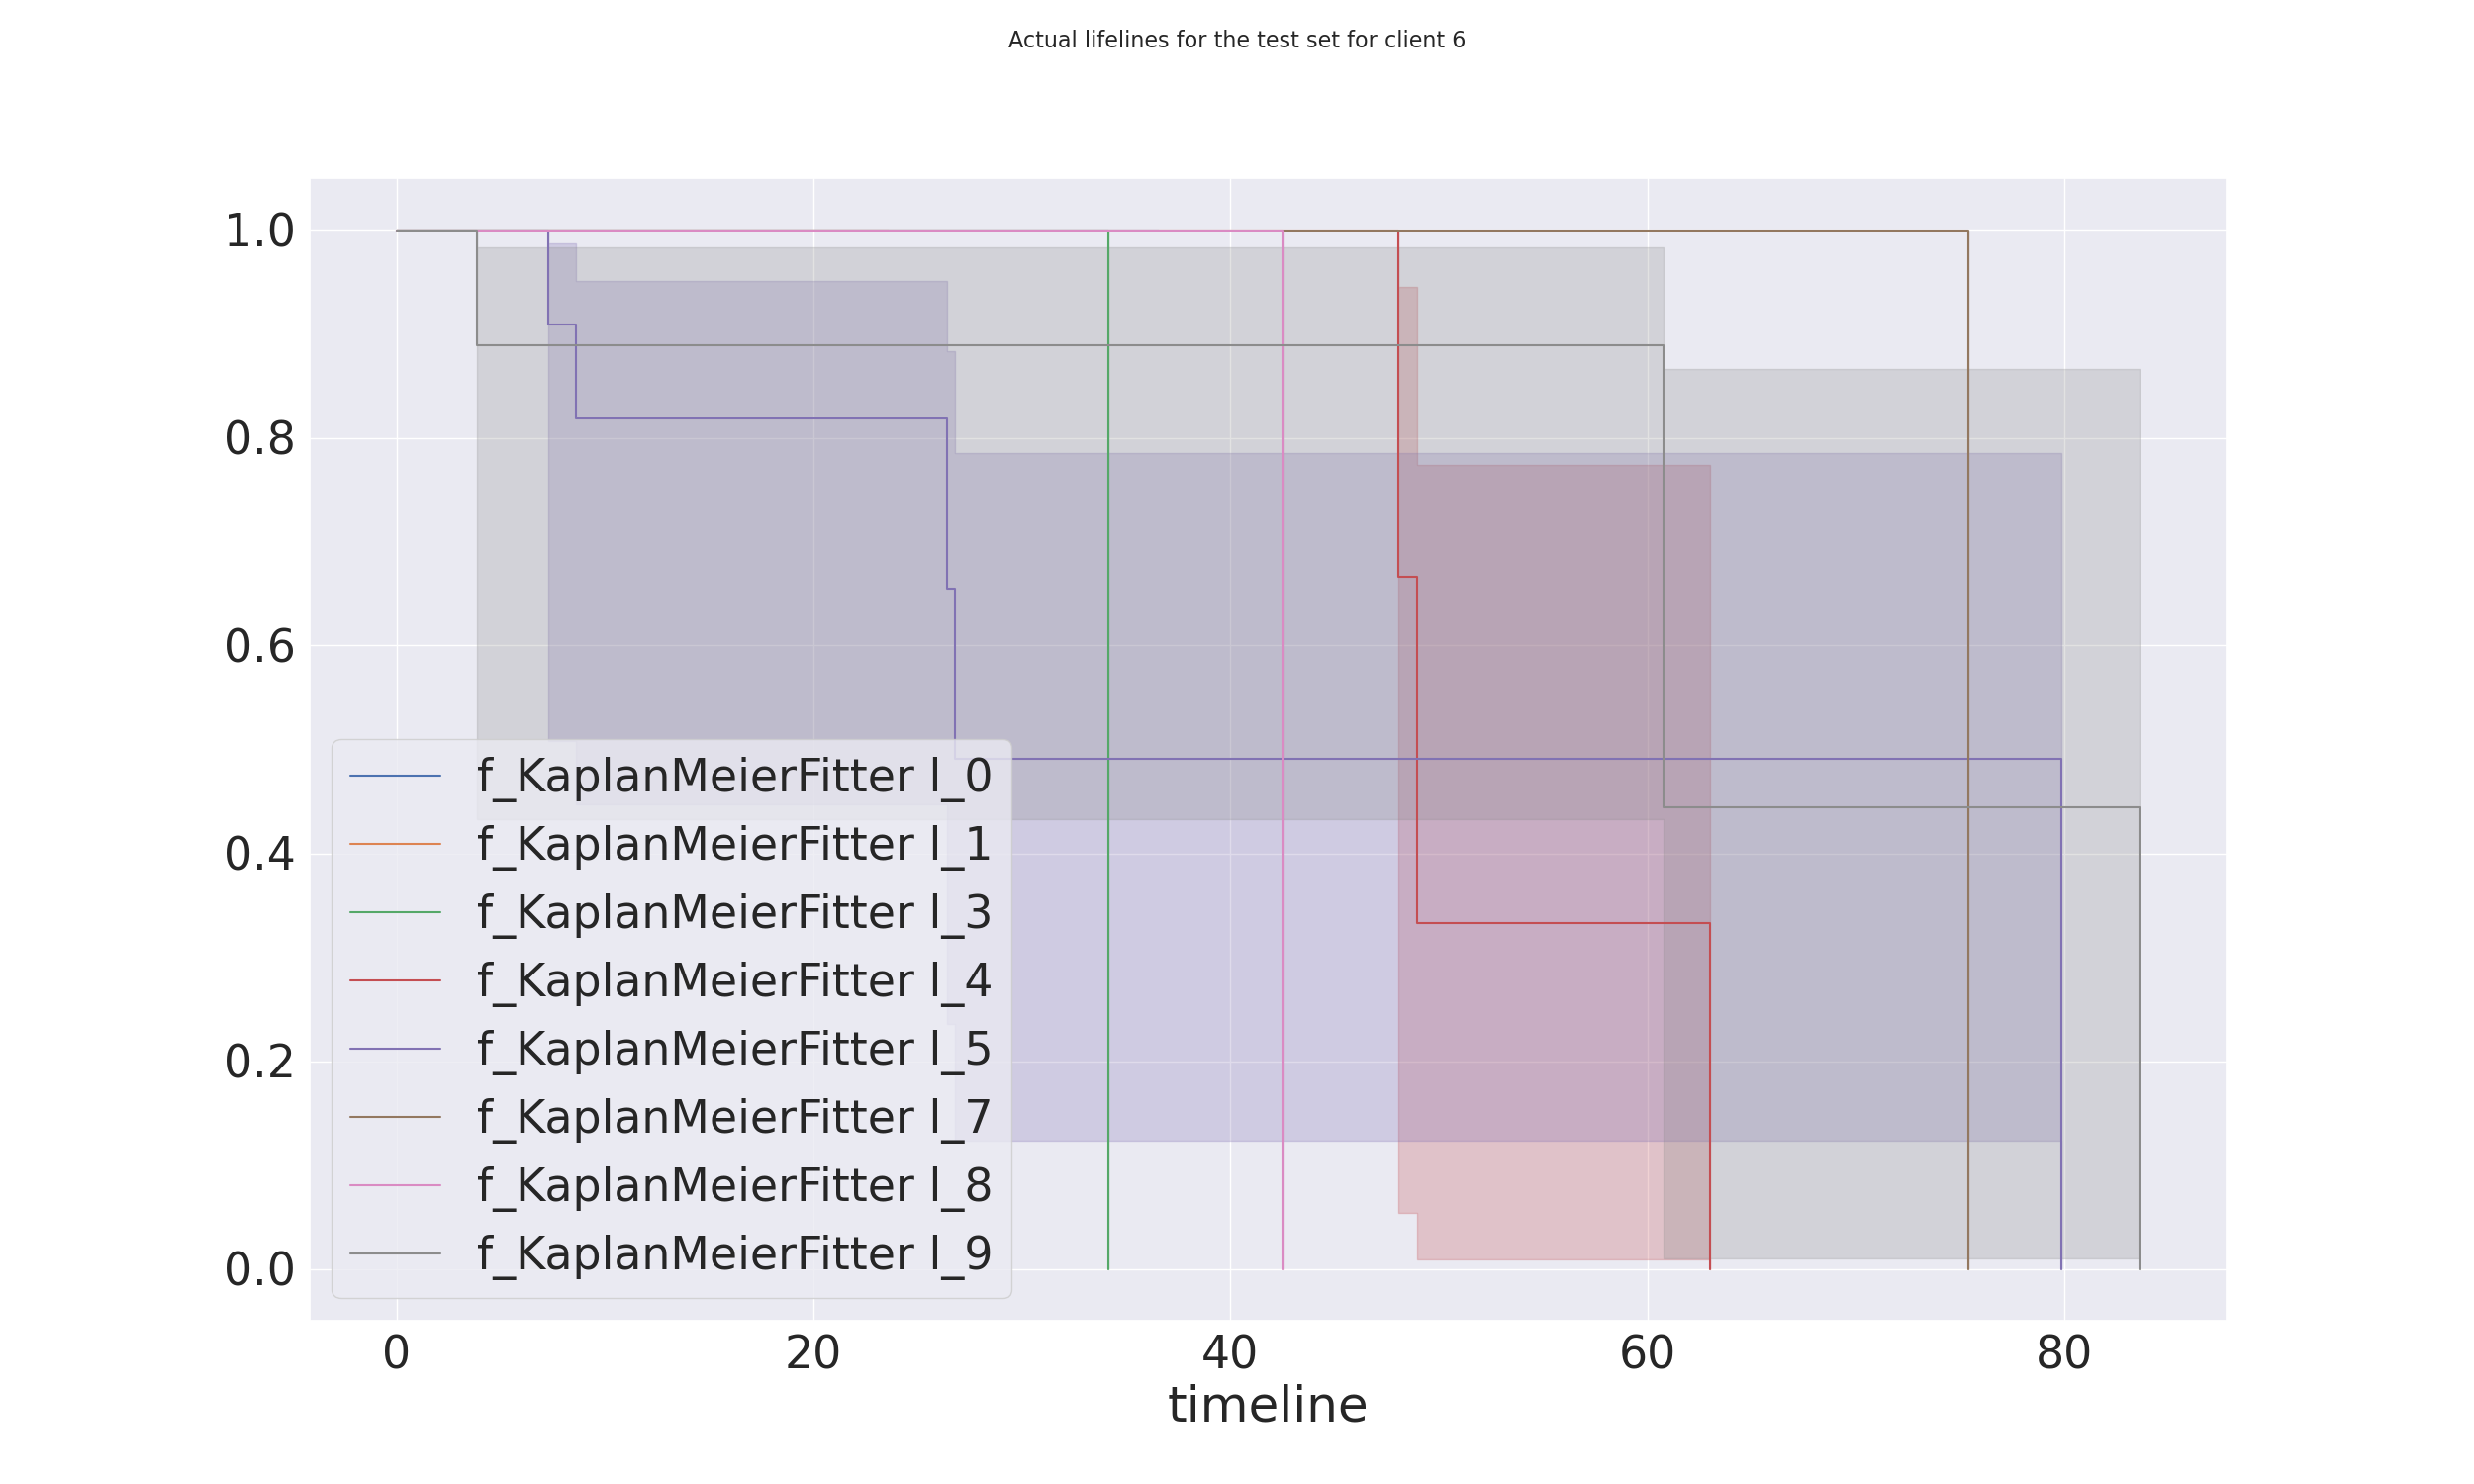 Actual lifelines for the test set for client 6
1.0
0.8
0.6
0.4
0.2
0.0
f_KaplanMeierFitter l_0
f_KaplanMeierFitter l_1
f_KaplanMeierFitter l_3
f_KaplanMeierFitter l_4
f_KaplanMeierFitter l_5
f_KaplanMeierFitter l_7
f_KaplanMeierFitter l_8
f_KaplanMeierFitter l_9
0 20 40 60 80
timeline